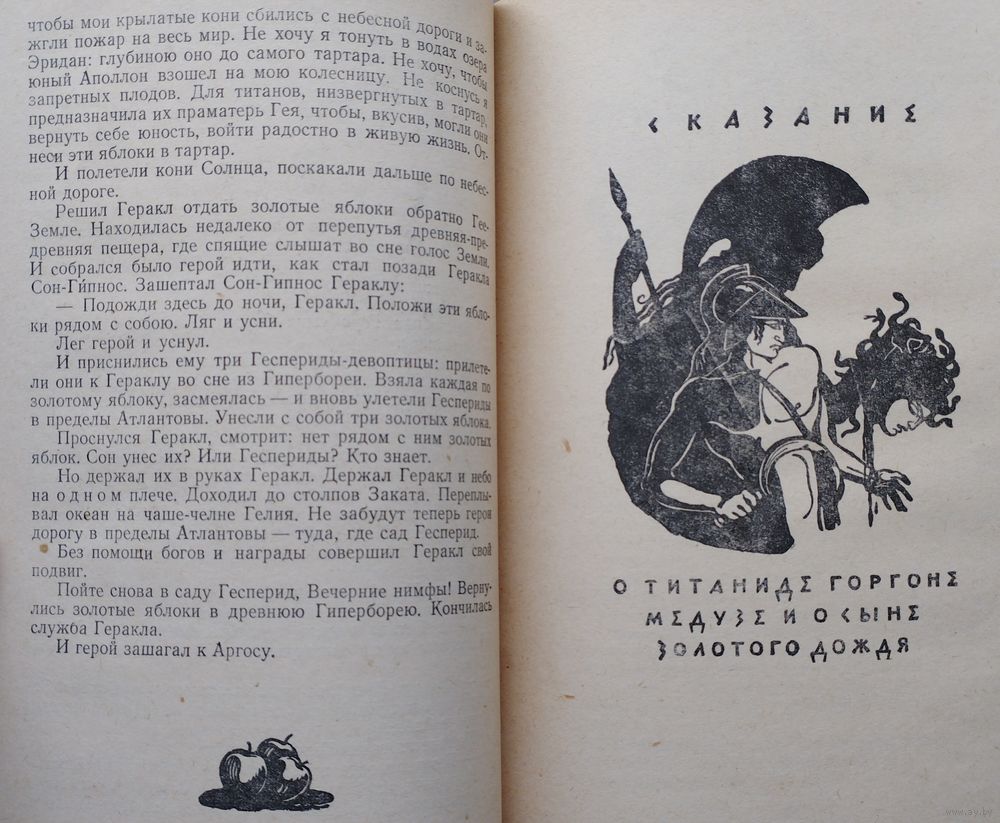 чтобы мои крылатые кони сбились с небесной дороги и за-
жгли пожар на весь мир. Не хочу я тонуть в водах озера
Эридан: глубиною оно до самого тартара. Не хочу, чтобы
юный Аполлон взошел на мою колесницу. Не коснусь я
запретных плодов. Для титанов, низвергнутых в тартар,
предназначила их праматерь Гея, чтобы, вкусив, могли они
вернуть себе юность, войти радостно в живую жизнь. От-
неси эти яблоки в тартар.
И полетели кони Солнца, поскакали дальше по небес-
ной дороге.
Решил Геракл отдать золотые яблоки обратно Гее-
Земле. Находилась недалеко от перепутья древняя-пре-
древняя пещера, где спящие слышат во сне голос Земли.
И собрался было герой идти, как стал позади Геракла
Сон-Гипнос. Зашептал Сон-Гипнос Гераклу:
— Подожди здесь до ночи, Геракл. Положи эти ябло-
ки рядом с собою. Ляг и усни.
Лег герой и уснул.
И приснились ему три Геспериды-девоптицы: прилете-
ли они к Гераклу во сне из Гипербореи. Взяла каждая по
золотому яблоку, засмеялась — и вновь улетели Геспериды
в пределы Атлантовы. Унесли с собой три золотых яблока.
Проснулся Геракл, смотрит: нет рядом с ним золотых
яблок. Сон унес их? Или Геспериды? Кто знает.
Но держал их в руках Геракл. Держал Геракл и небо
на одном плече. Доходил до столпов Заката. Переплы-
вал океан на чаше-челне Гелия. Не забудут теперь герои
дорогу в пределы Атлантовы — туда, где сад Гесперид.
Без помощи богов и награды совершил Геракл свой
подвиг.
Пойте снова в саду Гесперид, Вечерние нимфы! Верну-
лись золотые яблоки в древнюю Гиперборею. Кончилась
служба Геракла.
И герой зашагал к Аргосу.
СКАЗАНИЕ
О ТИТАНИДЕ ГОРГОНЕ
МЕДУЗЕ И О СЫНЕ
ЗОЛОТОГО ДОЖДЯ
www.ay.by